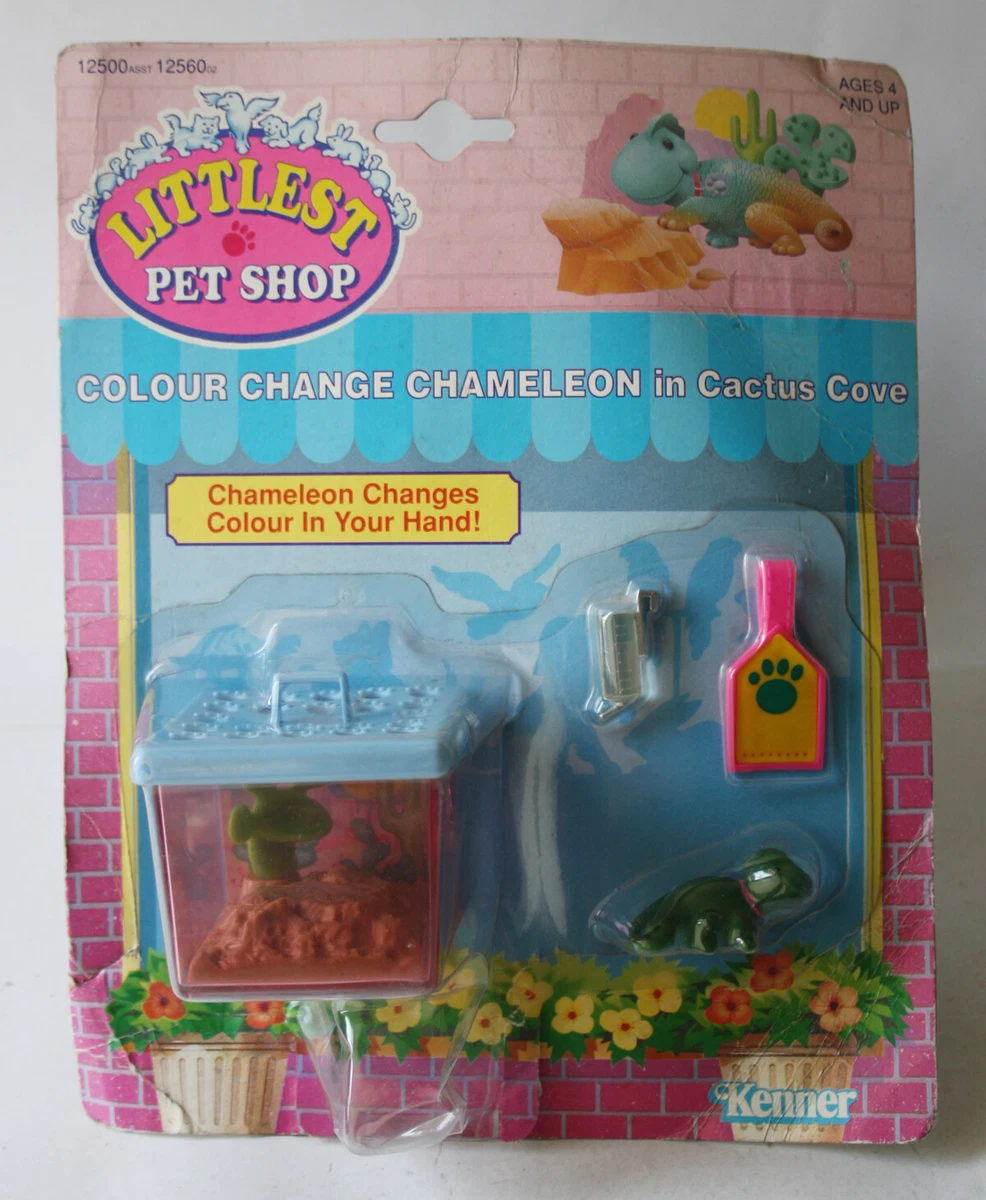 12500ASST 1256002
AGES 4
AND UP
LITTLEST
PET SHOP
COLOUR CHANGE CHAMELEON in Cactus Cove
Chameleon Changes
Colour In Your Hand!
Kenner